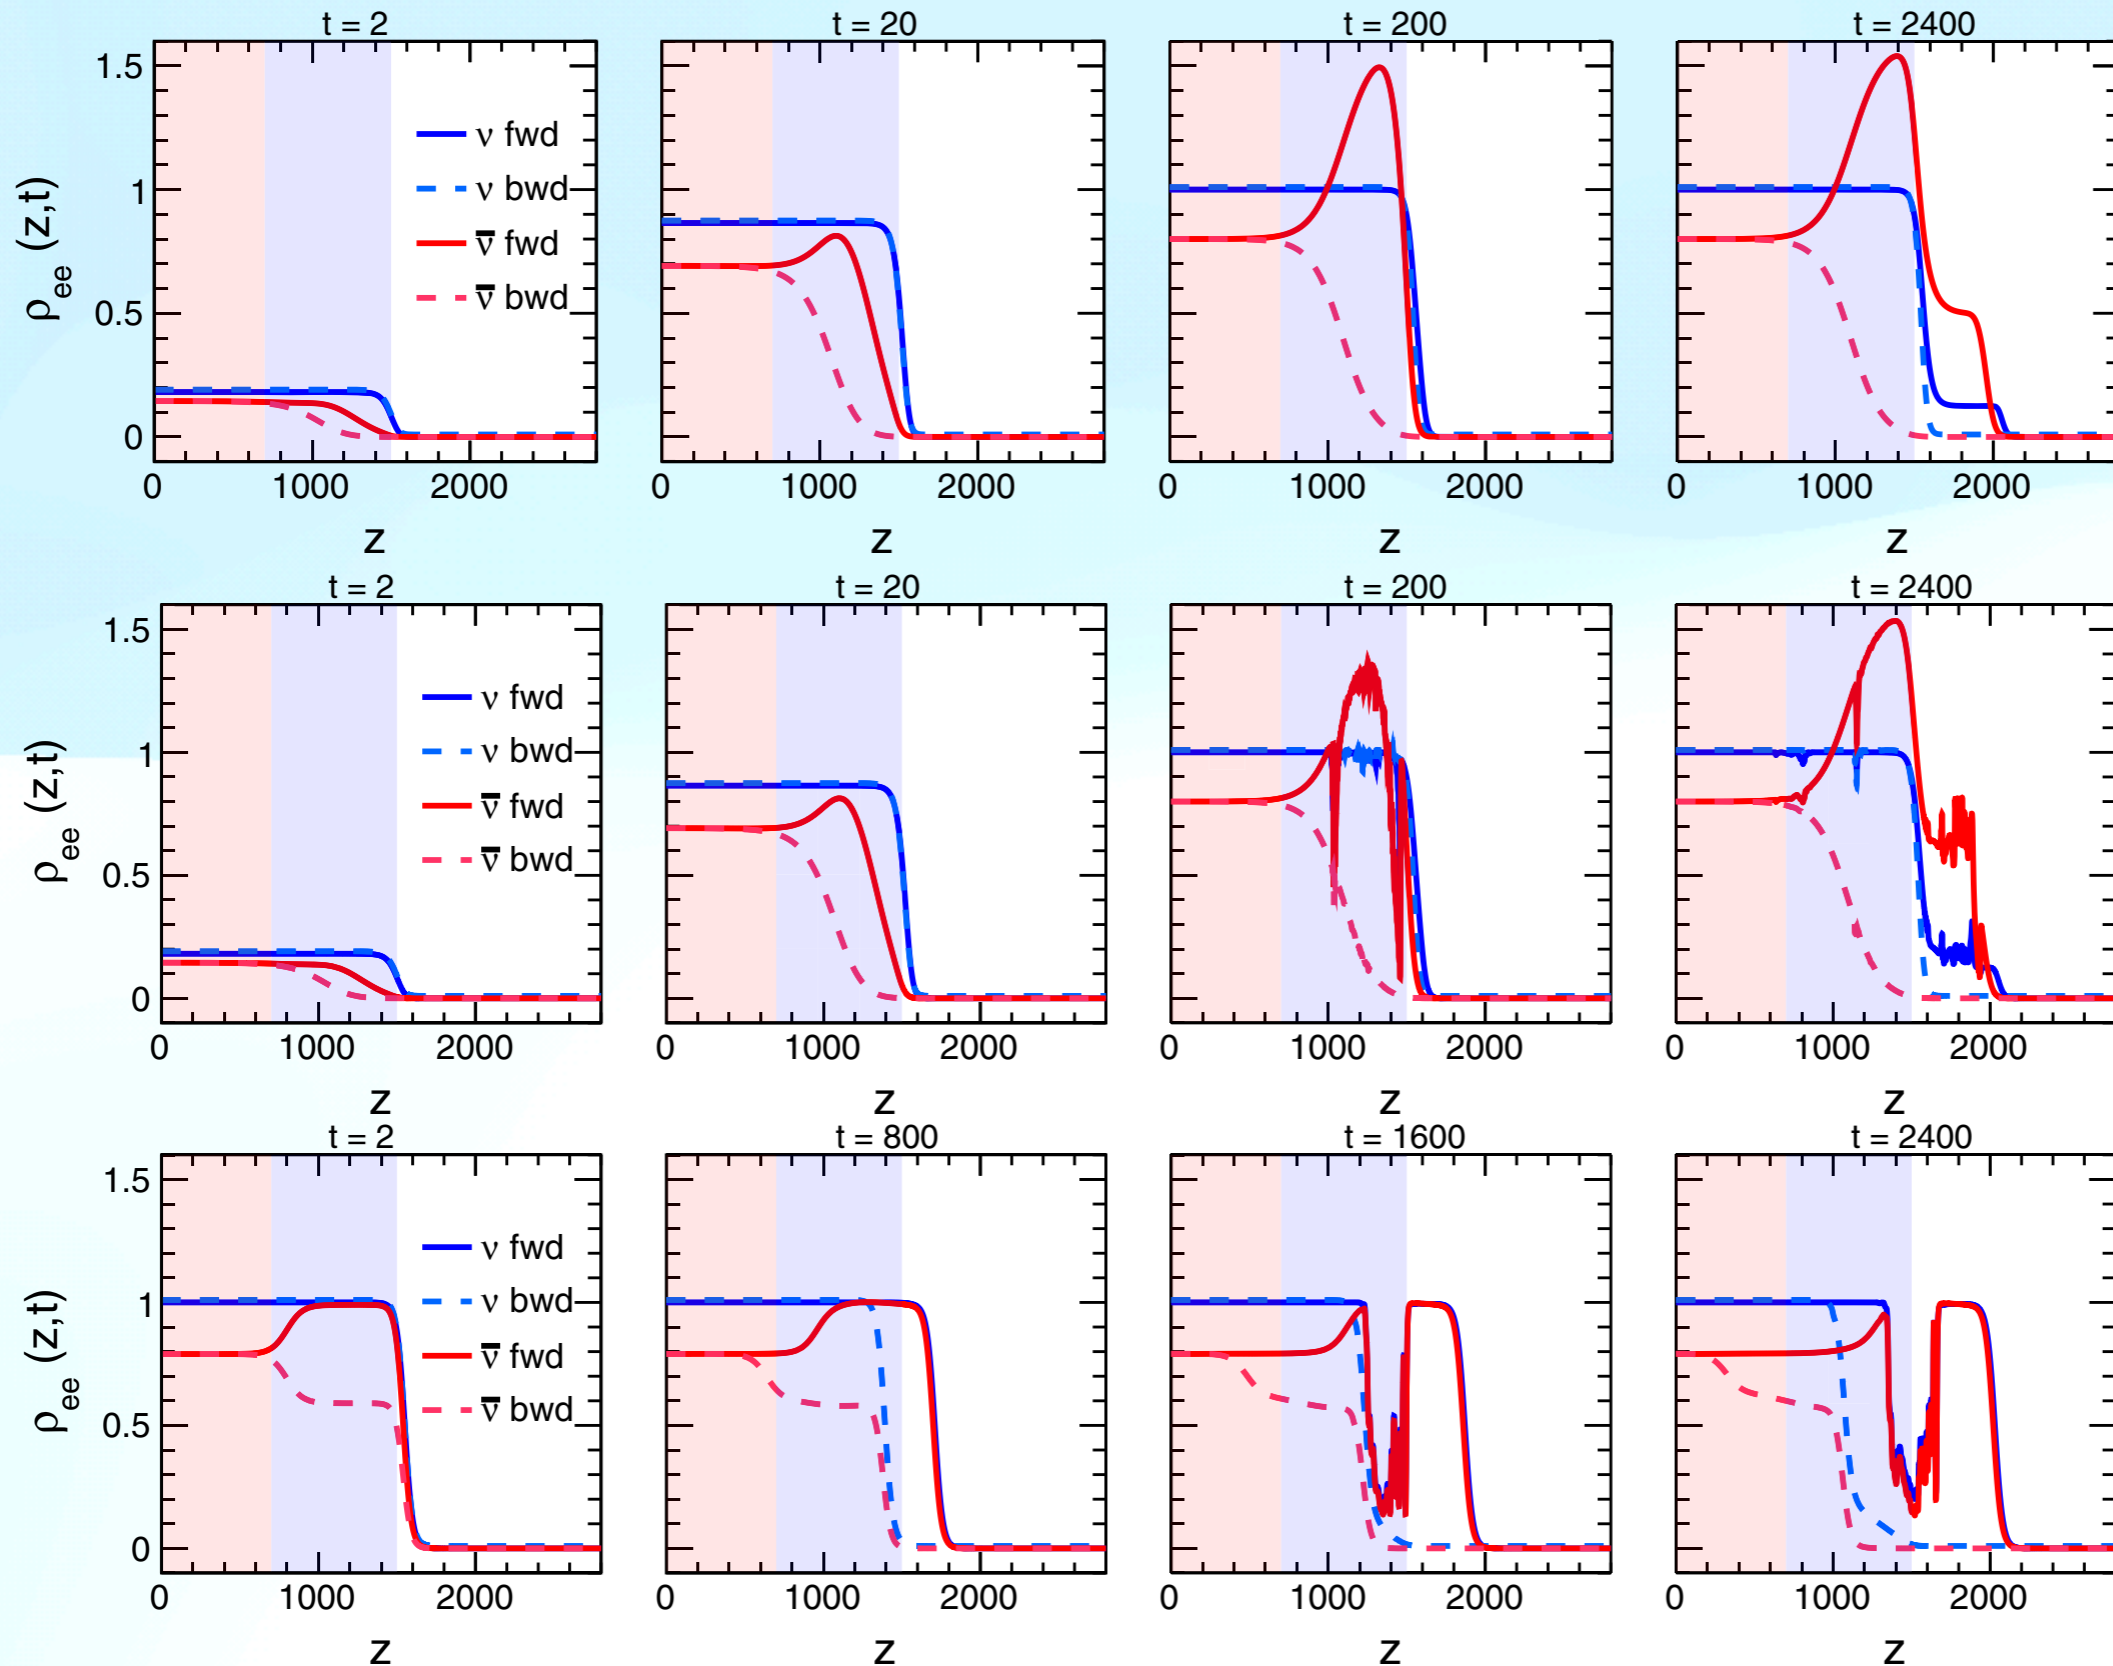 t = 2 t = 20 t = 200 t = 2400
1.5
1
0.5
0
ρee (z,t)
ν fwd
ν bwd
ν̄ fwd
ν̄ bwd
0 1000 2000 0 1000 2000 0 1000 2000 0 1000 2000
z z z z
t = 2 t = 20 t = 200 t = 2400
1.5
1
0.5
0
ρee (z,t)
ν fwd
ν bwd
ν̄ fwd
ν̄ bwd
0 1000 2000 0 1000 2000 0 1000 2000 0 1000 2000
z z z z
t = 2 t = 800 t = 1600 t = 2400
1.5
1
0.5
0
ρee (z,t)
ν fwd
ν bwd
ν̄ fwd
ν̄ bwd
0 1000 2000 0 1000 2000 0 1000 2000 0 1000 2000
z z z z